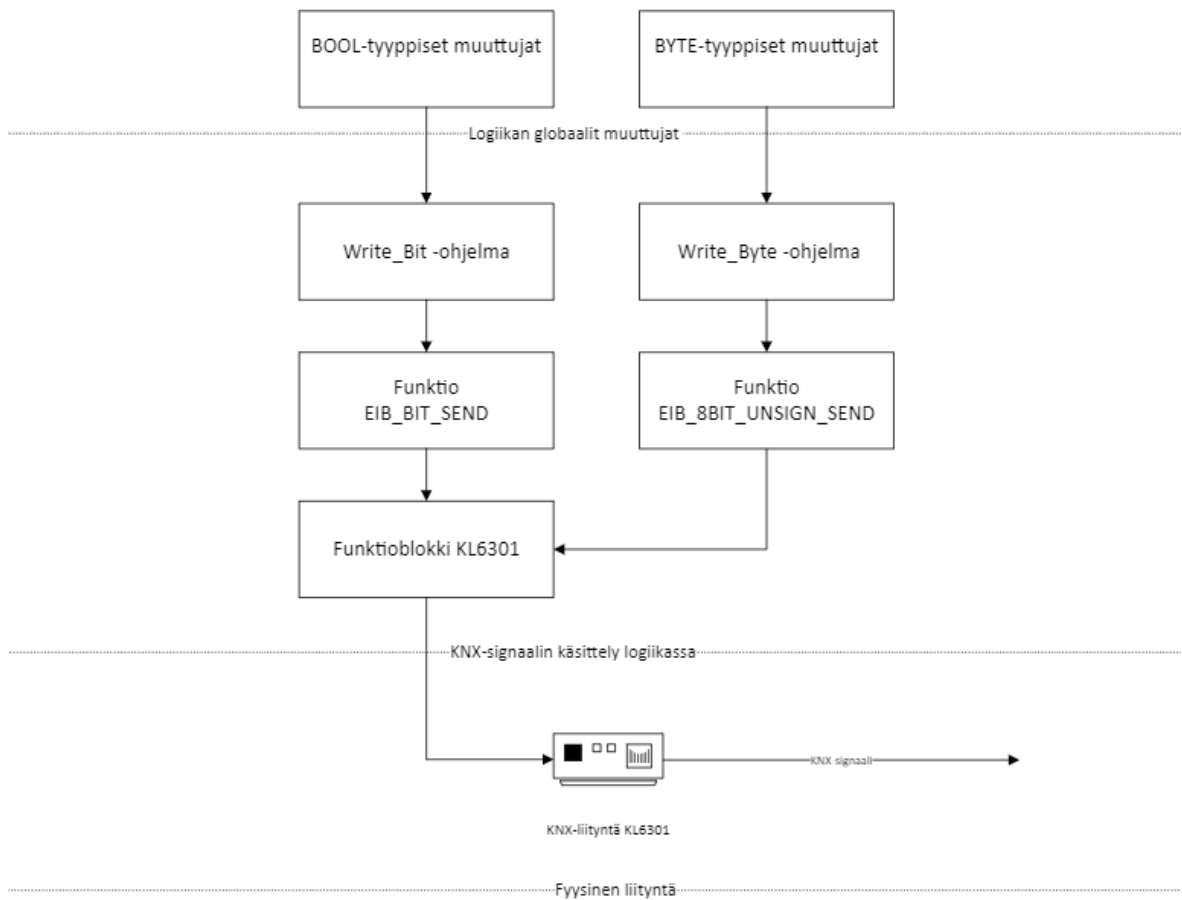 BOOL-tyyppiset muuttujat
BYTE-tyyppiset muuttujat
Logiikan globaalit muuttujat
Write_Bit -ohjelma
Write_Byte -ohjelma
Funktio
EIB_BIT_SEND
Funktio
EIB_8BIT_UNSIGN_SEND
Funktioblokki KL6301
KNX-signaalin käsittely logiikassa
KNX signaali
KNX-liityntä KL6301
Fyysinen liityntä